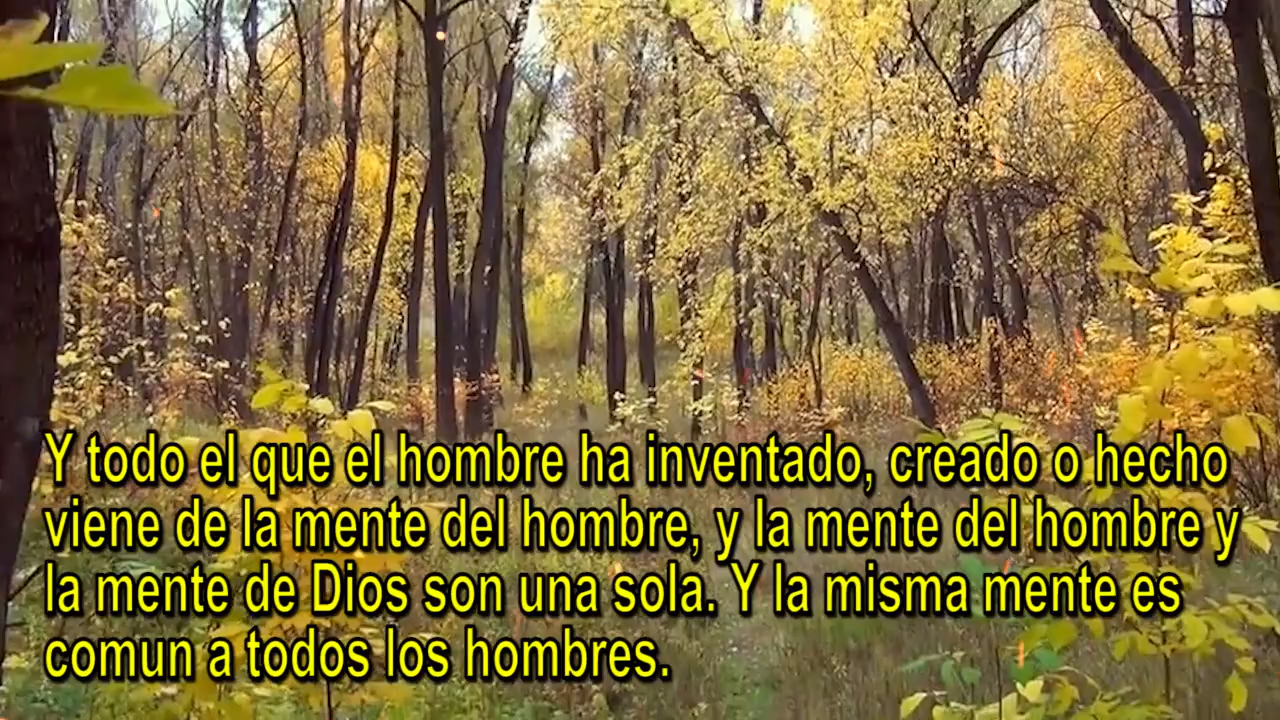 Y todo el que el hombre ha inventado, creado o hecho
viene de la mente del hombre, y la mente del hombre y
la mente de Dios son una sola. Y la misma mente es
comun a todos los hombres.